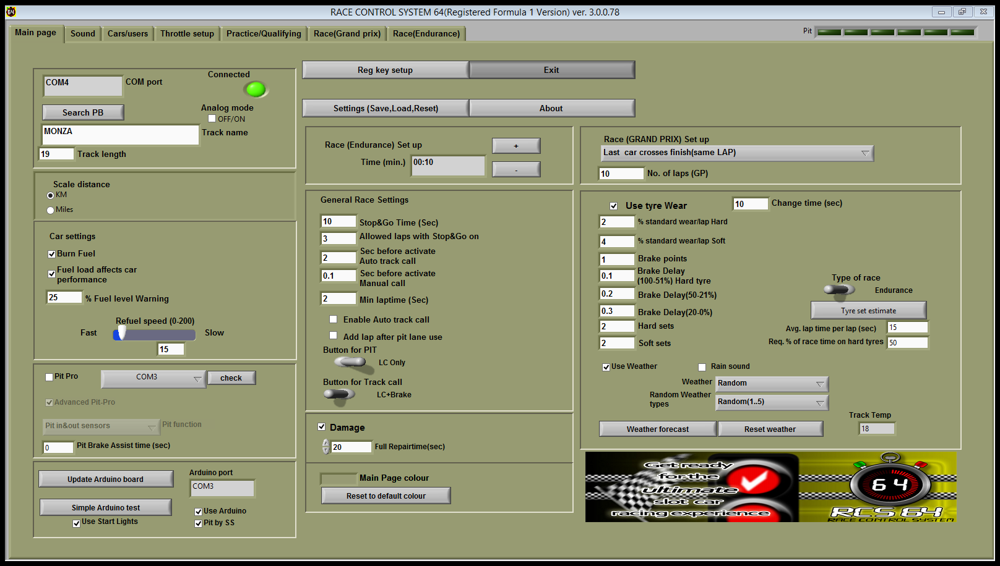 64
RACE CONTROL SYSTEM 64(Registered Formula 1 Version) ver. 3.0.0.78
Main page
Sound
Cars/users
Throttle setup
Practice/Qualifying
Race(Grand prix)
Race(Endurance)
Pit
COM4
COM port
Connected
Search PB
Analog mode
OFF/ON
MONZA
Track name
19
Track length
Scale distance
KM
Miles
Car settings
Burn Fuel
Fuel load affects car
performance
25
% Fuel level Warning
Refuel speed (0-200)
Fast
Slow
15
Pit Pro
COM3
check
Advanced Pit-Pro
Pit in&out sensors
Pit function
0
Pit Brake Assist time (sec)
Update Arduino board
Arduino port
COM3
Simple Arduino test
Use Arduino
Use Start Lights
Pit by SS
Reg key setup
Exit
Settings (Save,Load,Reset)
About
Race (Endurance) Set up
+
Time (min.)
00:10
-
General Race Settings
10
Stop&Go Time (Sec)
3
Allowed laps with Stop&Go on
2
Sec before activate
Auto track call
0.1
Sec before activate
Manual call
2
Min laptime (Sec)
Enable Auto track call
Add lap after pit lane use
Button for PIT
LC Only
Button for Track call
LC+Brake
Damage
20
Full Repairtime(sec)
Main Page colour
Reset to default colour
Race (GRAND PRIX) Set up
Last  car crosses finish(same LAP)
10
No. of laps (GP)
Use tyre Wear
10
Change time (sec)
2
% standard wear/lap Hard
4
% standard wear/lap Soft
1
Brake points
0.1
Brake Delay
(100-51%) Hard tyre
0.2
Brake Delay(50-21%)
0.3
Brake Delay(20-0%)
2
Hard sets
2
Soft sets
Type of race
Endurance
Tyre set estimate
Avg. lap time per lap (sec)
15
Req. % of race time on hard tyres
50
Use Weather
Rain sound
Weather
Random
Random Weather
types
Random(1..5)
Weather forecast
Reset weather
Track Temp
18
Get ready
for the
ultimate
slot car
racing experience
64
RCS 64
RACE CONTROL SYSTEM